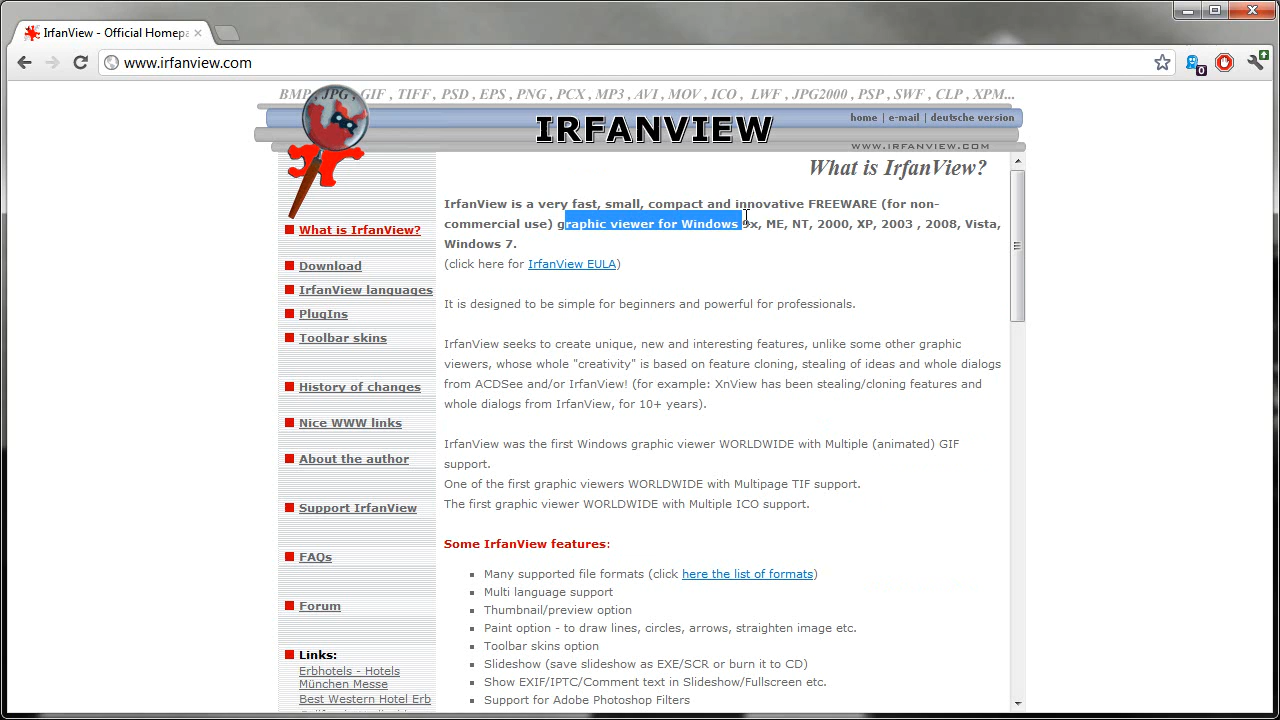 IrfanView - Official Homepa
www.irfanview.com
0
BMP , JPG , GIF , TIFF , PSD , EPS , PNG , PCX , MP3 , AVI , MOV , ICO , LWF , JPG2000 , PSP , SWF , CLP , XPM...
IRFANVIEW
home | e-mail | deutsche version
WWW.IRFANVIEW.COM
What is IrfanView?
Download
IrfanView languages
PlugIns
Toolbar skins
History of changes
Nice WWW links
About the author
Support IrfanView
FAQs
Forum
Links:
Erbhotels - Hotels
München Messe
Best Western Hotel Erb
What is IrfanView?
IrfanView is a very fast, small, compact and innovative FREEWARE (for non-
commercial use) graphic viewer for Windows 9x, ME, NT, 2000, XP, 2003 , 2008, Vista,
Windows 7.
(click here for IrfanView EULA)
It is designed to be simple for beginners and powerful for professionals.
IrfanView seeks to create unique, new and interesting features, unlike some other graphic
viewers, whose whole "creativity" is based on feature cloning, stealing of ideas and whole dialogs
from ACDSee and/or IrfanView! (for example: XnView has been stealing/cloning features and
whole dialogs from IrfanView, for 10+ years).
IrfanView was the first Windows graphic viewer WORLDWIDE with Multiple (animated) GIF
support.
One of the first graphic viewers WORLDWIDE with Multipage TIF support.
The first graphic viewer WORLDWIDE with Multiple ICO support.
Some IrfanView features:
Many supported file formats (click here the list of formats)
Multi language support
Thumbnail/preview option
Paint option - to draw lines, circles, arrows, straighten image etc.
Toolbar skins option
Slideshow (save slideshow as EXE/SCR or burn it to CD)
Show EXIF/IPTC/Comment text in Slideshow/Fullscreen etc.
Support for Adobe Photoshop Filters